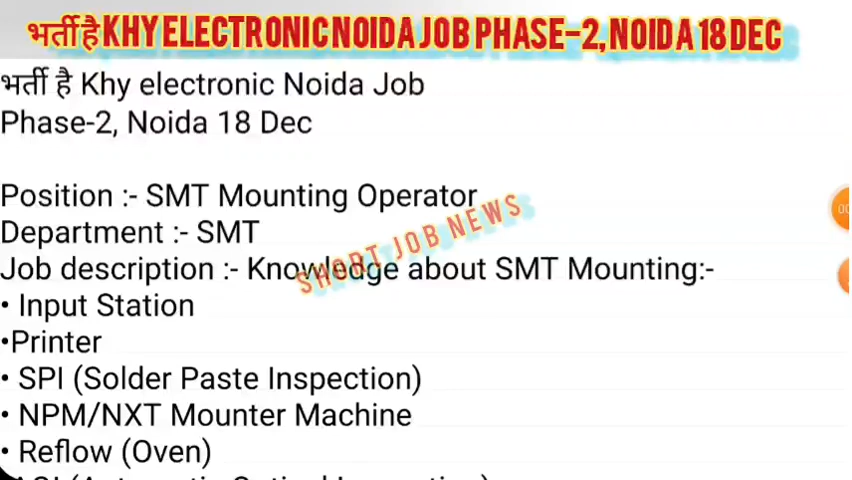 भर्ती है KHY ELECTRONIC NOIDA JOB PHASE-2, NOIDA 18 DEC
भर्ती है Khy electronic Noida Job
Phase-2, Noida 18 Dec
Position :- SMT Mounting Operator
Department :- SMT
SHORT JOB NEWS
Job description :- Knowledge about SMT Mounting:-
• Input Station
•Printer
• SPI (Solder Paste Inspection)
• NPM/NXT Mounter Machine
• Reflow (Oven)